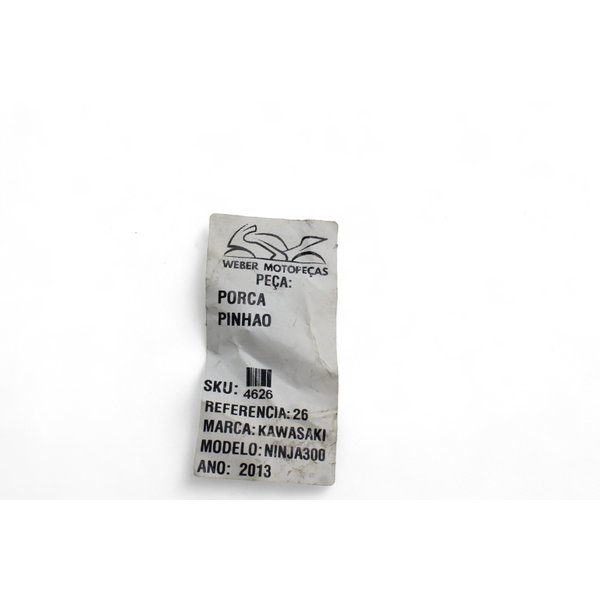 WEBER MOTOPEÇAS
PEÇA:
PORCA
PINHAO
SKU: 4626
REFERENCIA: 26
MARCA: KAWASAKI
MODELO: NINJA300
ANO: 2013